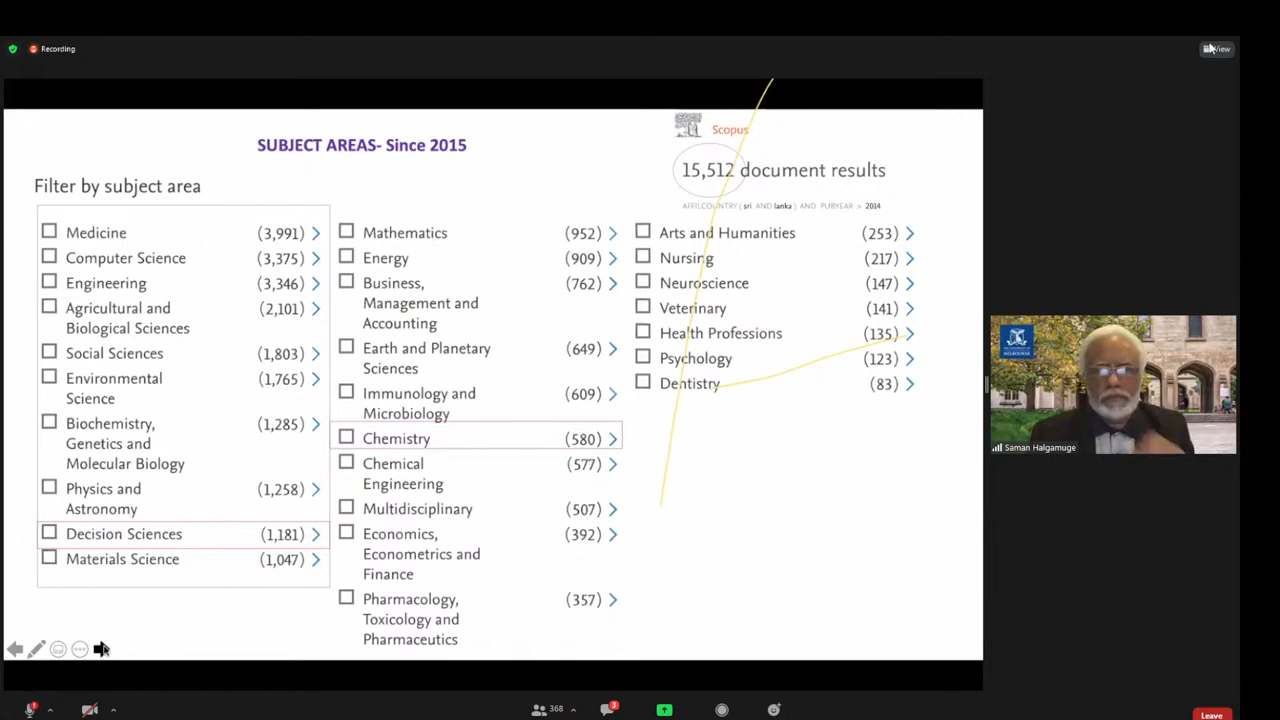 Recording
View
SUBJECT AREAS- Since 2015
Scopus
15,512 document results
AFFILCOUNTRY ( sri AND lanka ) AND PUBYEAR > 2014
Filter by subject area
Medicine (3,991)
Computer Science (3,375)
Engineering (3,346)
Agricultural and
Biological Sciences (2,101)
Social Sciences (1,803)
Environmental
Science (1,765)
Biochemistry,
Genetics and
Molecular Biology (1,285)
Physics and
Astronomy (1,258)
Decision Sciences (1,181)
Materials Science (1,047)
Mathematics (952)
Energy (909)
Business,
Management and
Accounting (762)
Earth and Planetary
Sciences (649)
Immunology and
Microbiology (609)
Chemistry (580)
Chemical
Engineering (577)
Multidisciplinary (507)
Economics,
Econometrics and
Finance (392)
Pharmacology,
Toxicology and
Pharmaceutics (357)
Arts and Humanities (253)
Nursing (217)
Neuroscience (147)
Veterinary (141)
Health Professions (135)
Psychology (123)
Dentistry (83)
MELBOURNE
Saman Halgamuge
368
3
Leave